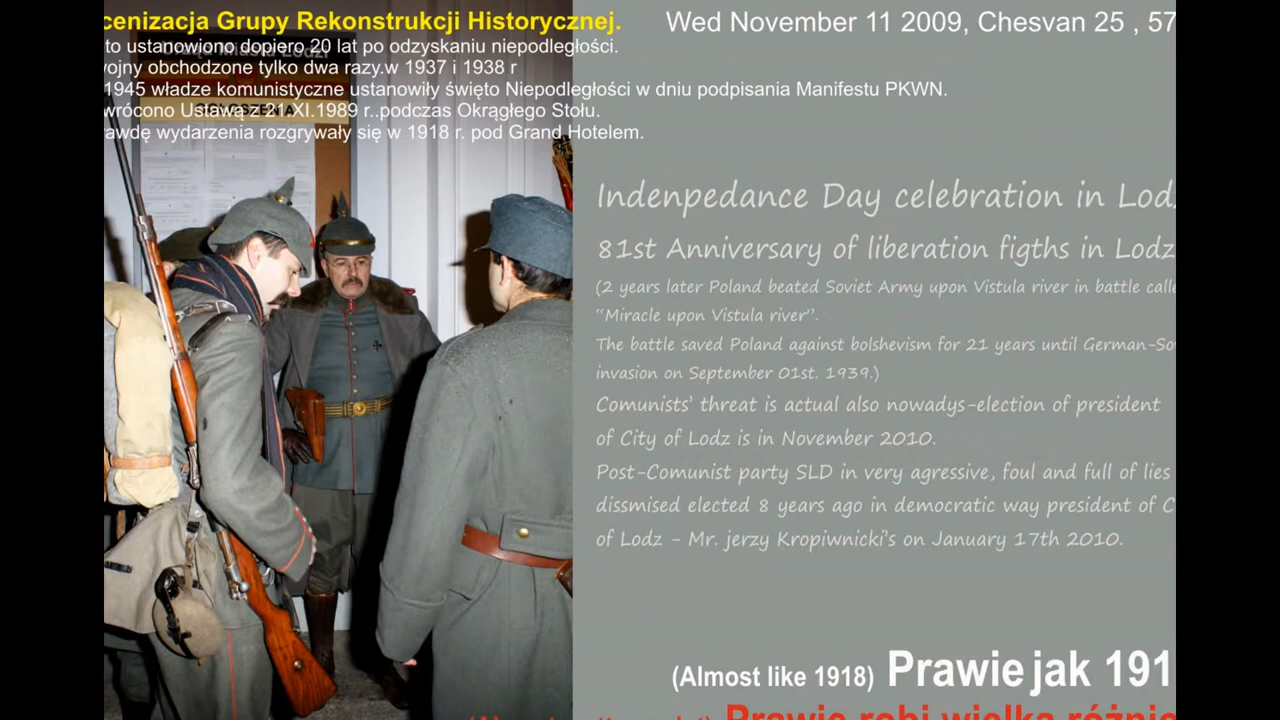 cenizacja Grupy Rekonstrukcji Historycznej.
Wed November 11 2009, Chesvan 25 , 57
to ustanowiono dopiero 20 lat po odzyskaniu niepodległości.
wojny obchodzone tylko dwa razy.w 1937 i 1938 r
1945 władze komunistyczne ustanowiły święto Niepodległości w dniu podpisania Manifestu PKWN.
wrócono Ustawą z 21 XI.1989 r..podczas Okrągłego Stołu.
awdę wydarzenia rozgrywały się w 1918 r. pod Grand Hotelem.
OGŁOSZENIA
Indenpedance Day celebration in Lod
81st Anniversary of liberation figths in Lodz
(2 years later Poland beated Soviet Army upon Vistula river in battle calle
"Miracle upon Vistula river".
The battle saved Poland against bolshevism for 21 years until German-So
invasion on September 01st. 1939.)
Comunists' threat is actual also nowadys-election of president
of City of Lodz is in November 2010.
Post-Comunist party SLD in very agressive, foul and full of lies
dissmised elected 8 years ago in democratic way president of C
of Lodz - Mr. jerzy Kropiwnicki's on January 17th 2010.
(Almost like 1918) Prawie jak 191
Prawie robi wielką różnic